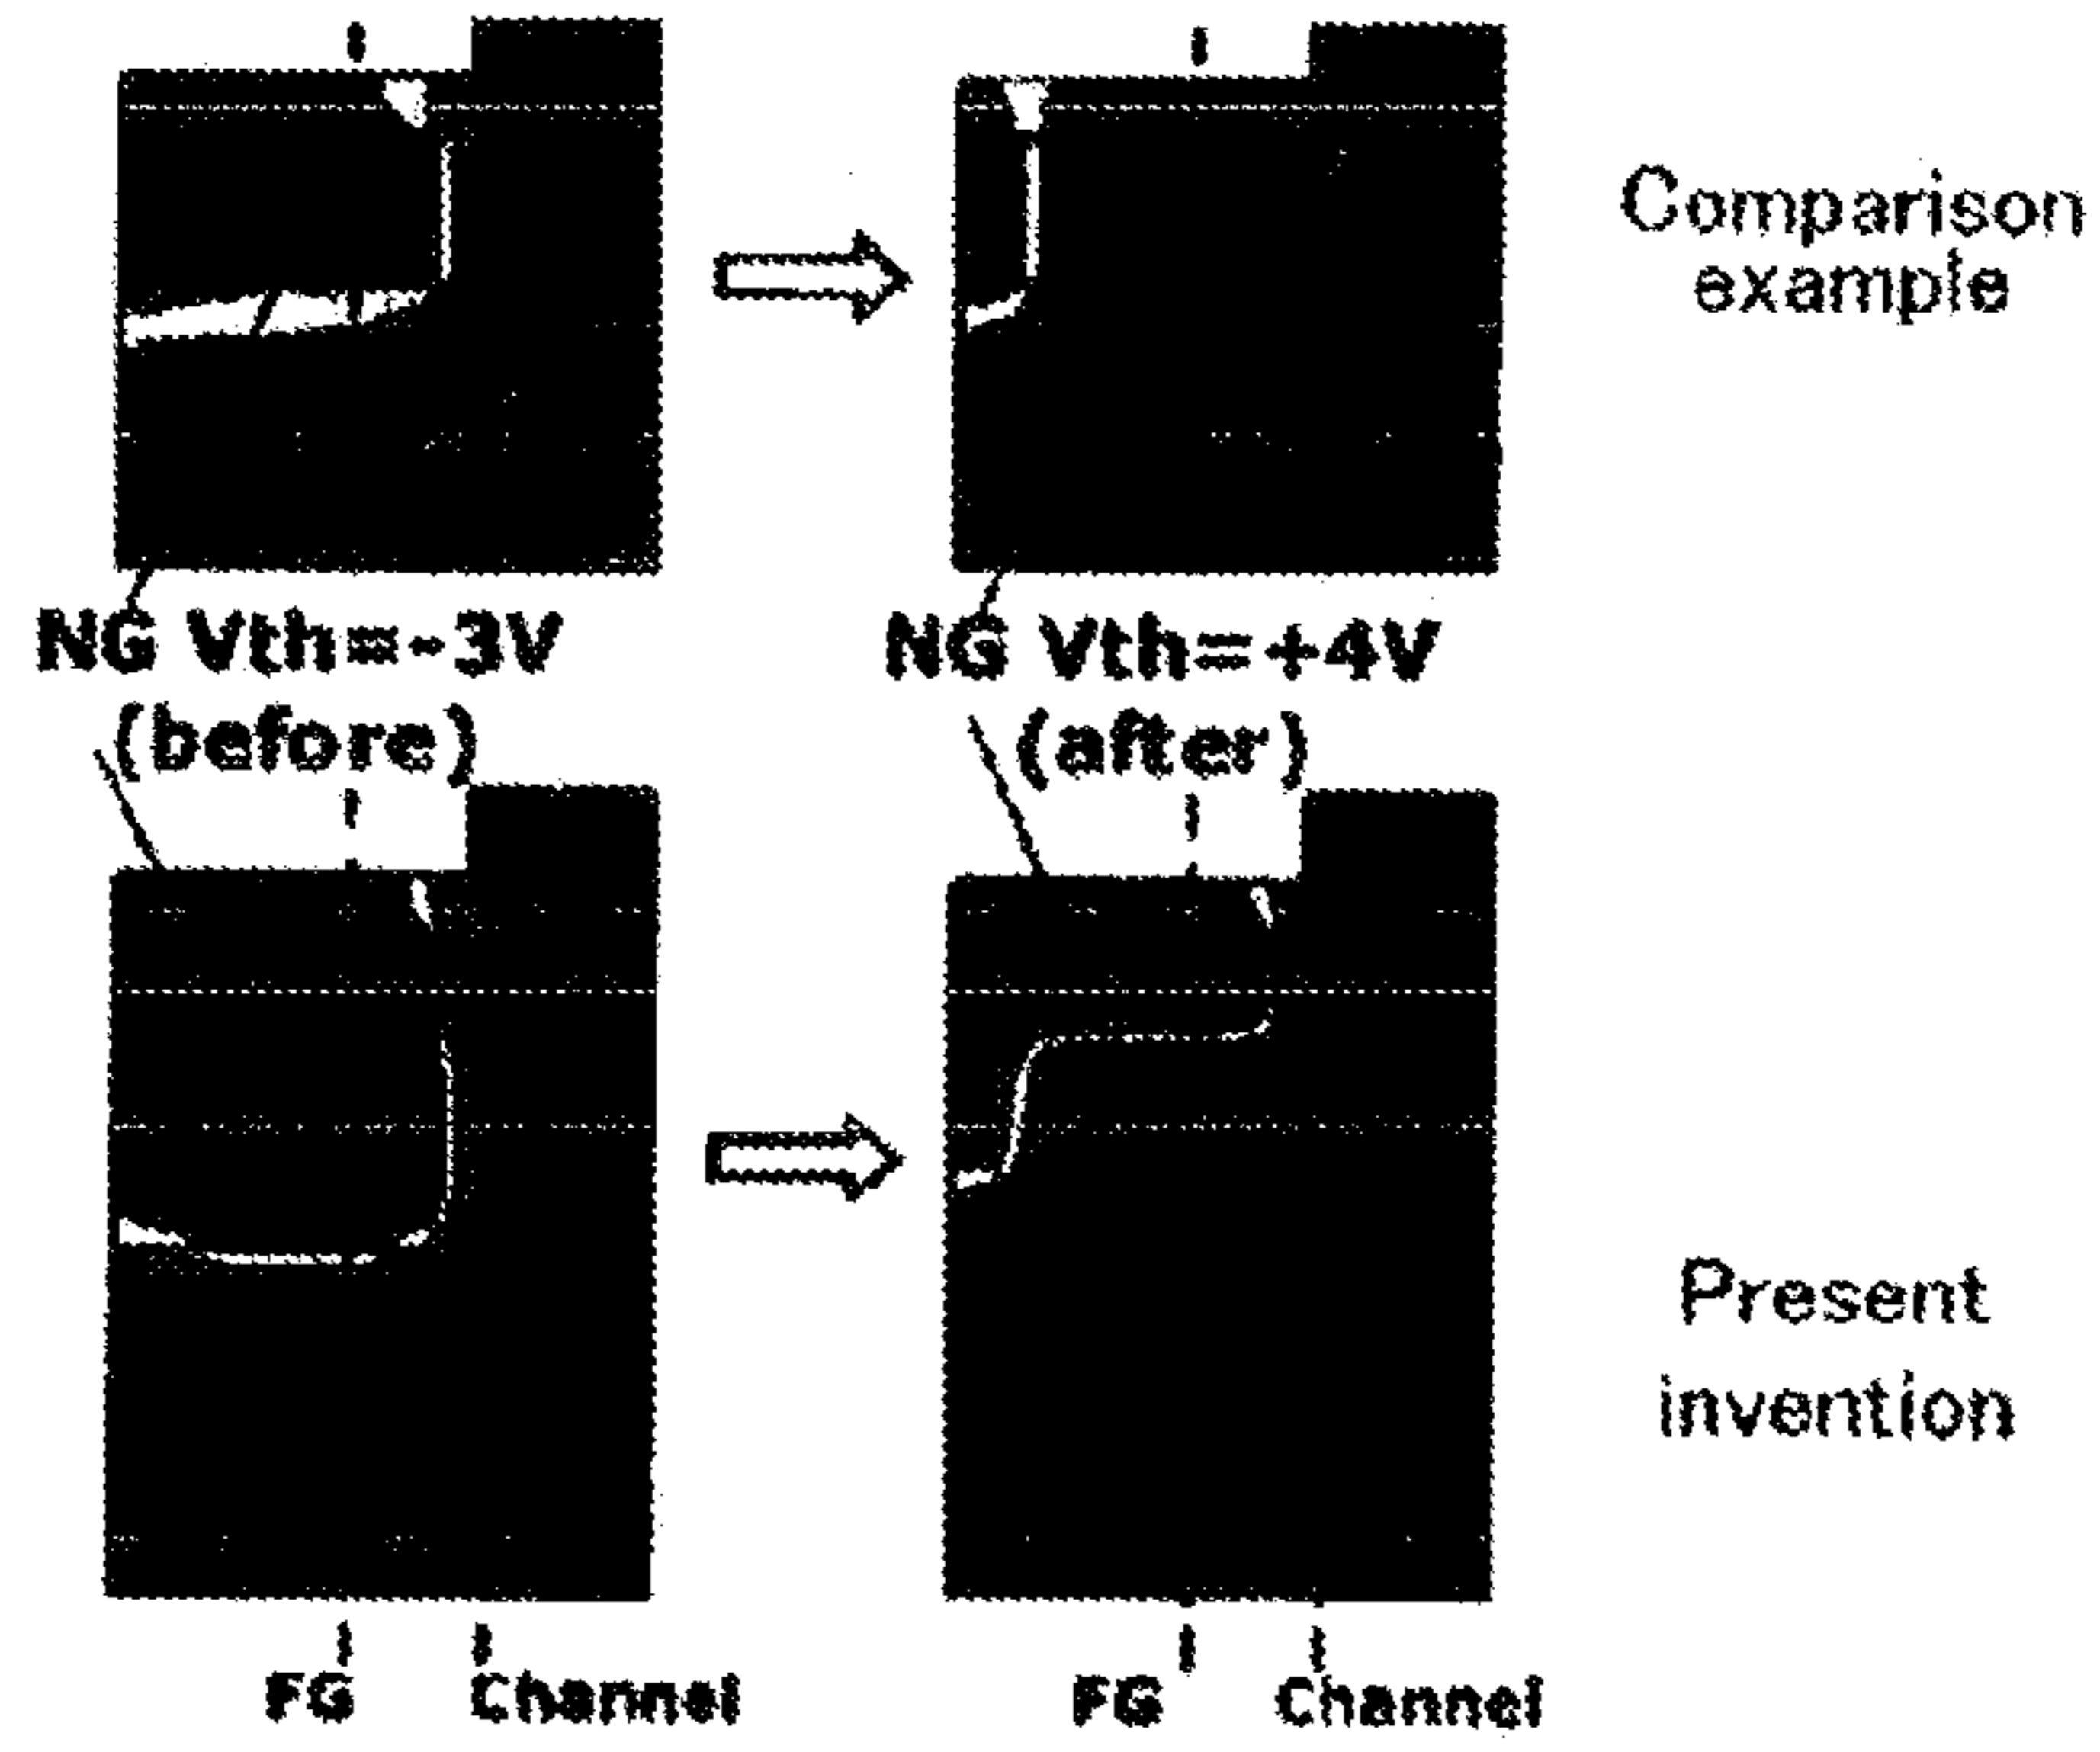 Comparison
example
NG Vth=-3V
(before)
NG Vth=+4V
(after)
Present
invention
FG Channel
FG Channel